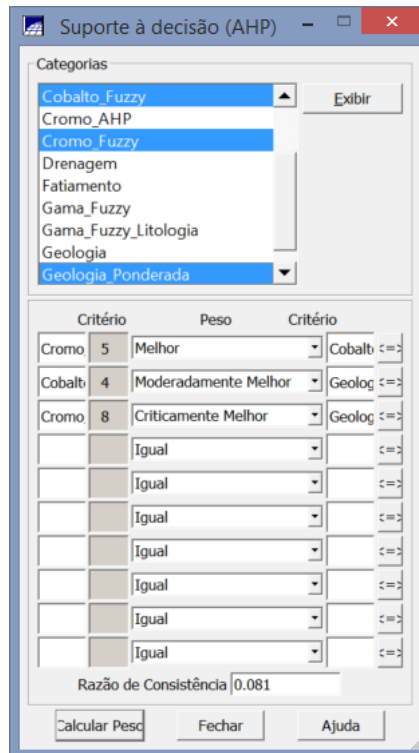 Suporte à decisão (AHP)
Categorias
Cobalto_Fuzzy
Exibir
Cromo_AHP
Cromo_Fuzzy
Drenagem
Fatiamento
Gama_Fuzzy
Gama_Fuzzy_Litologia
Geologia
Geologia_Ponderada
Critério Peso Critério
Cromo 5 Melhor Cobalt <=>
Cobalt 4 Moderadamente Melhor Geolog <=>
Cromo 8 Criticamente Melhor Geolog <=>
Igual <=>
Igual <=>
Igual <=>
Igual <=>
Igual <=>
Igual <=>
Igual <=>
Razão de Consistência 0.081
Calcular Peso Fechar Ajuda